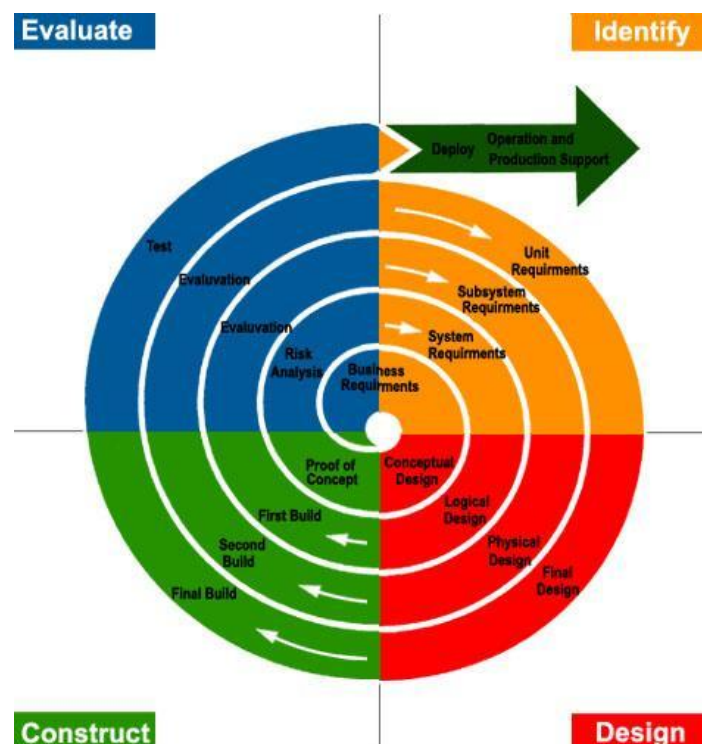 Evaluate
Identify
Deploy
Operation and
Production Support
Test
Unit
Requirments
Evaluvation
Subsystem
Requirments
Evaluvation
System
Requirments
Risk
Analysis
Business
Requirments
Proof of
Concept
Conceptual
Design
First Build
Logical
Design
Second
Build
Physical
Design
Final Build
Final
Design
Construct
Design